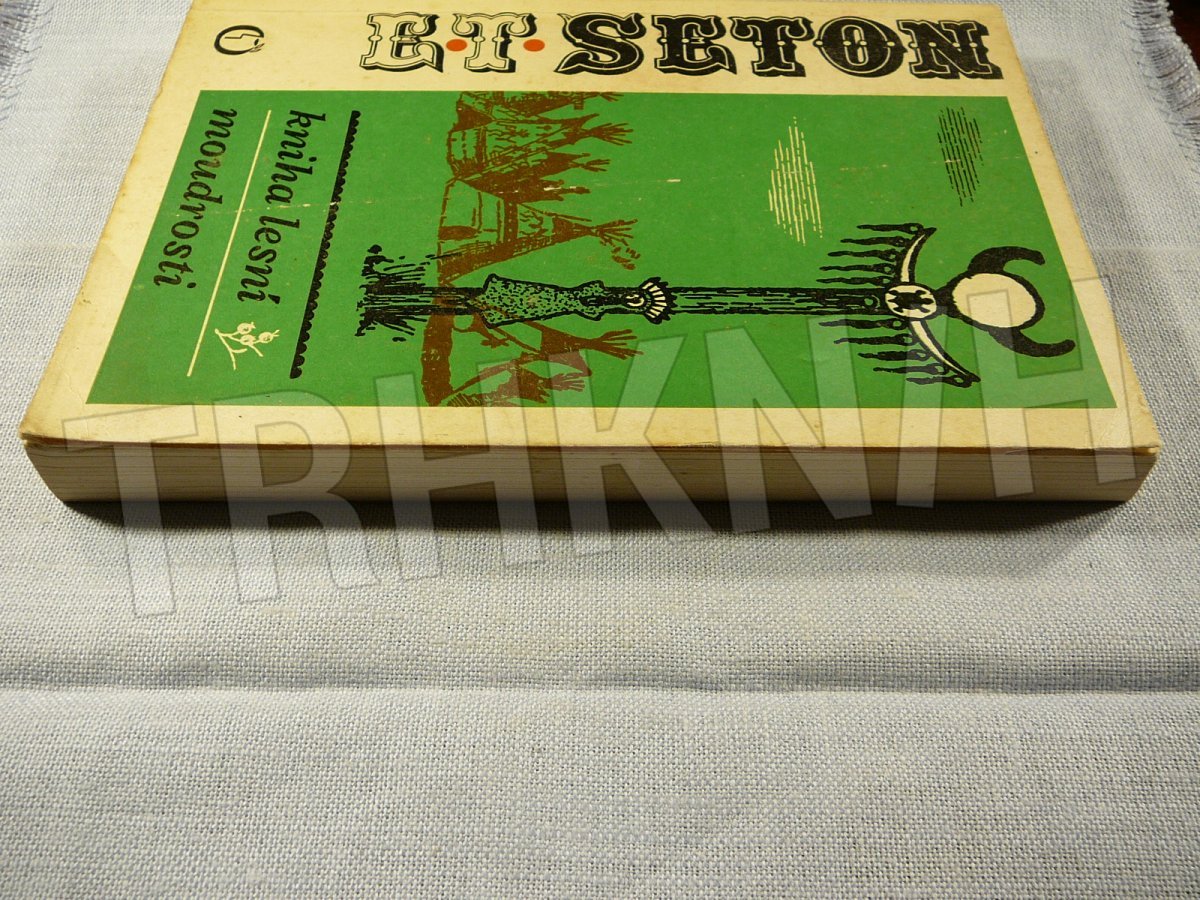 E·T·SETON
kniha lesní
moudrosti
TRHKNIH